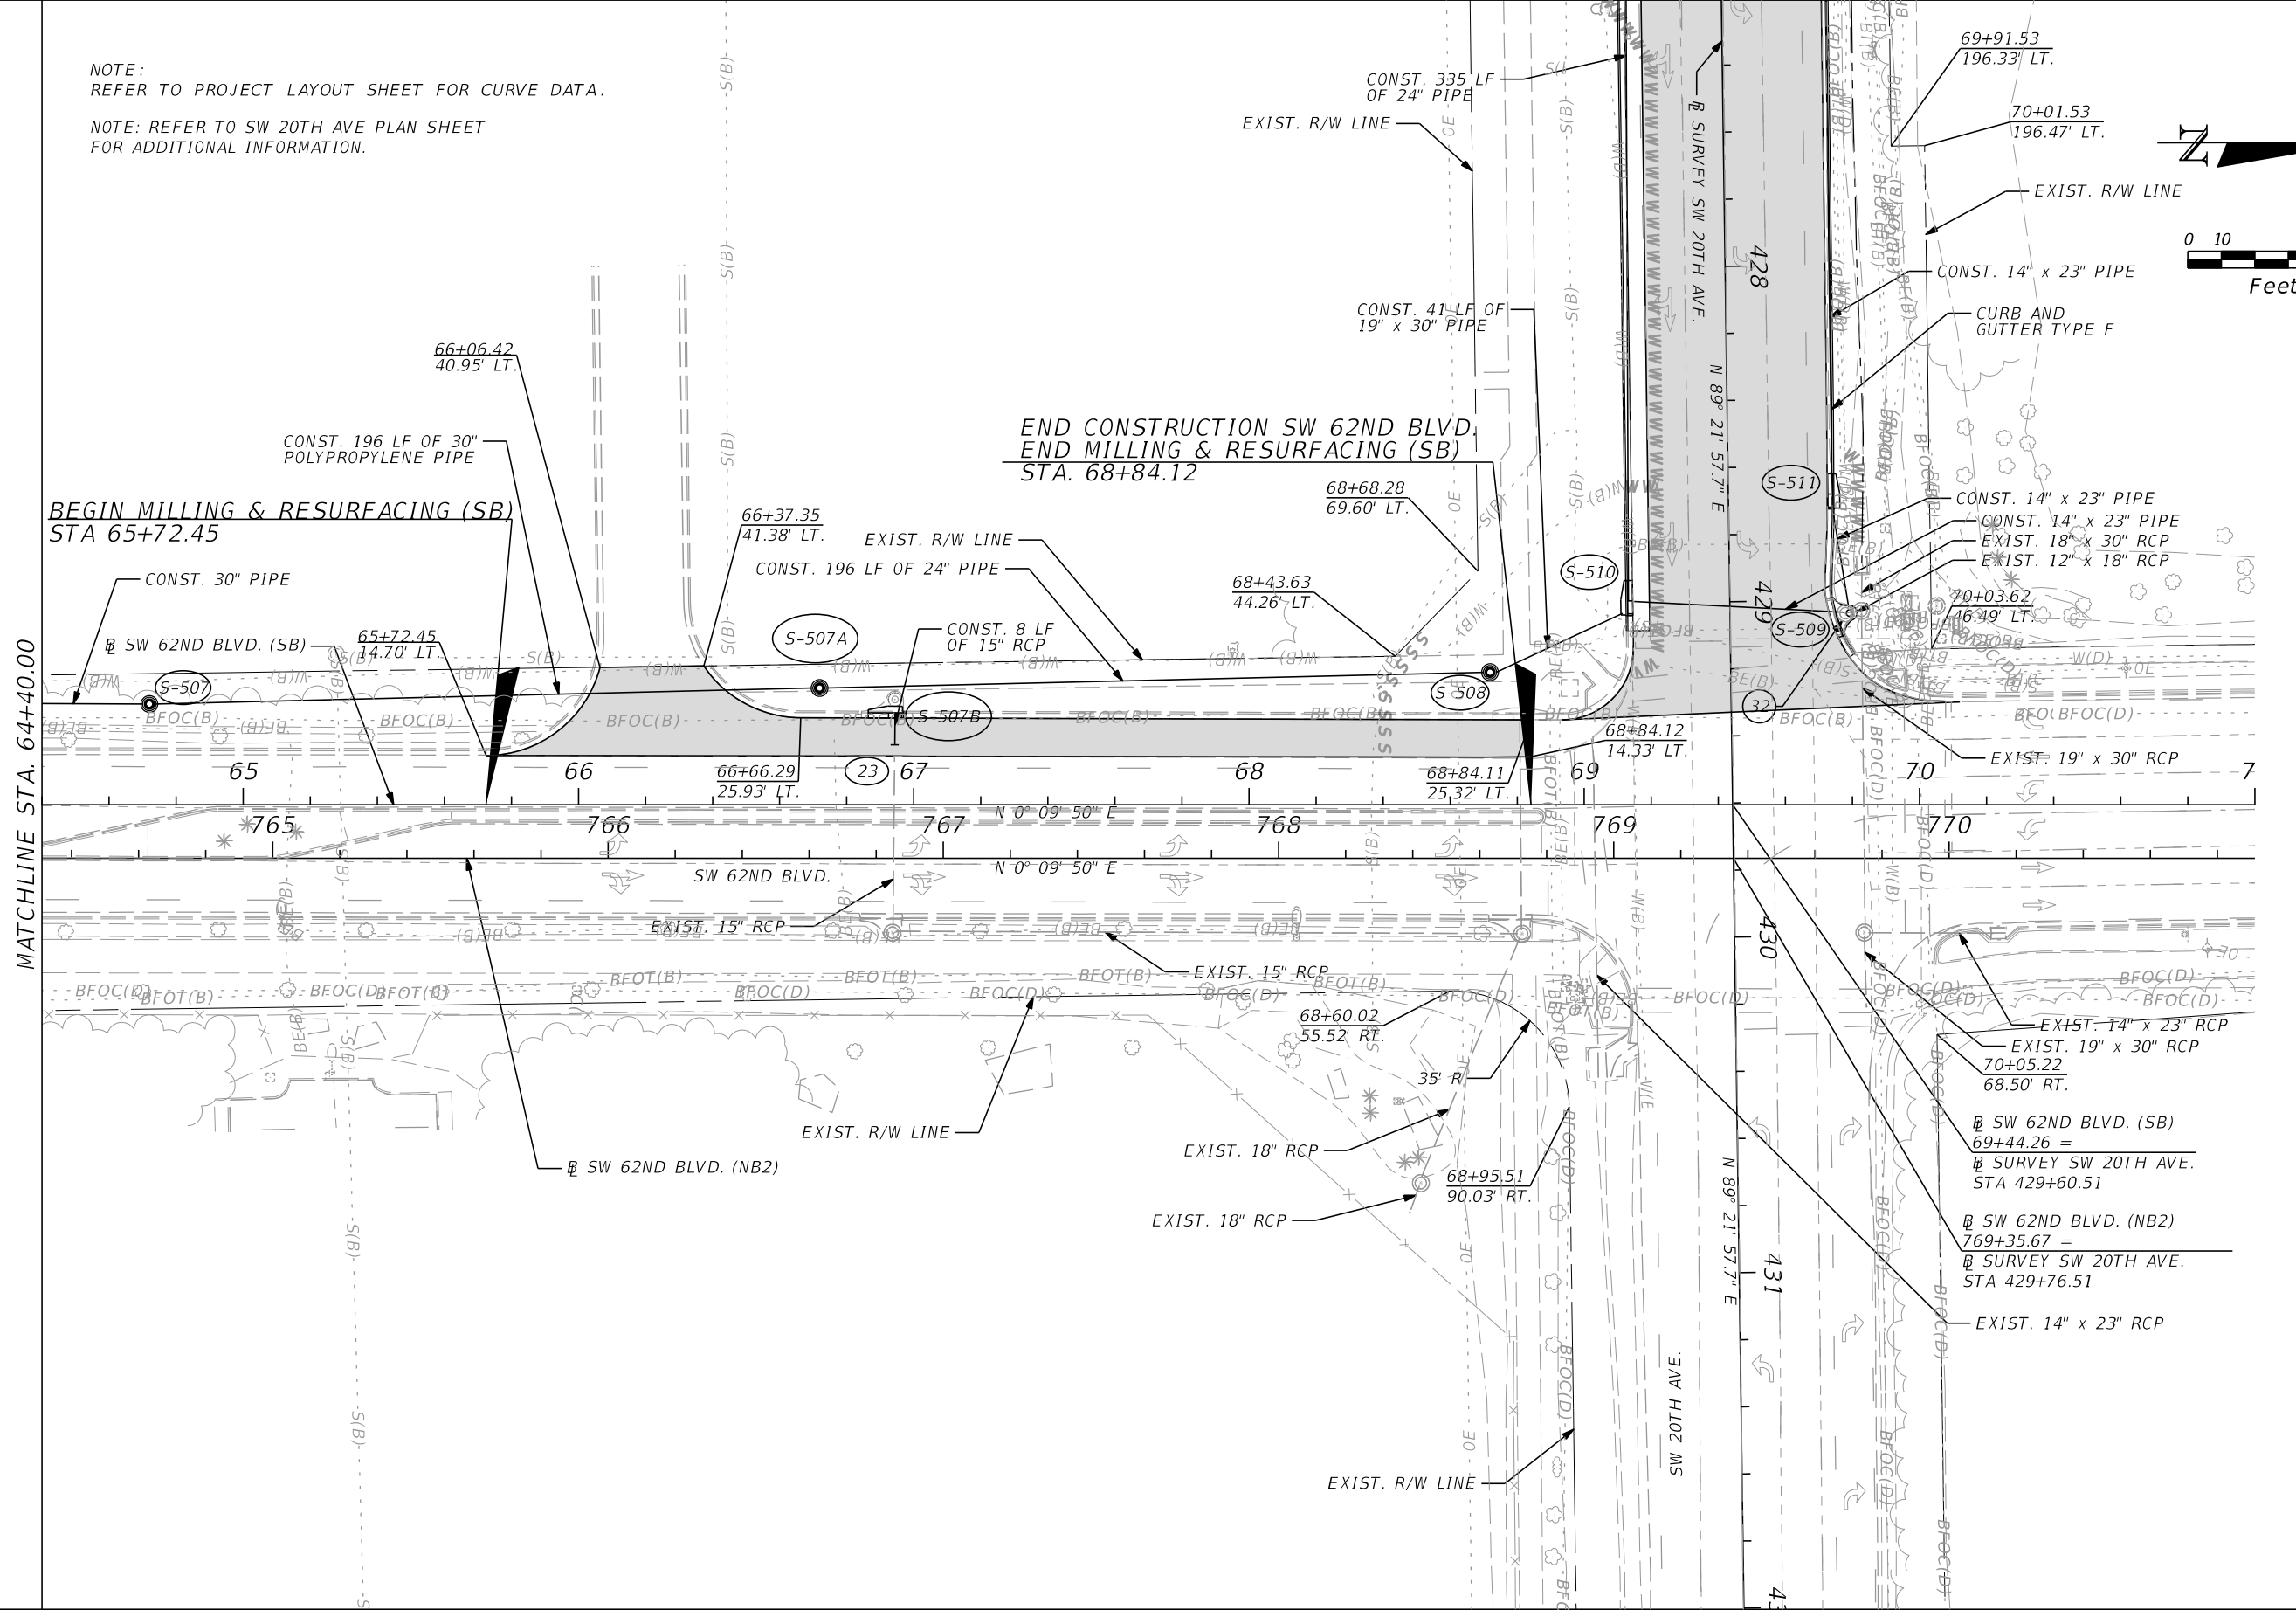 NOTE:
REFER TO PROJECT LAYOUT SHEET FOR CURVE DATA.
NOTE: REFER TO SW 20TH AVE PLAN SHEET
FOR ADDITIONAL INFORMATION.
MATCHLINE STA. 64+40.00
66+06.42
40.95' LT.
CONST. 196 LF OF 30"
POLYPROPYLENE PIPE
BEGIN MILLING & RESURFACING (SB)
STA 65+72.45
CONST. 30" PIPE
℄ SW 62ND BLVD. (SB)
65+72.45
14.70' LT.
S-507
66+37.35
41.38' LT.
EXIST. R/W LINE
CONST. 196 LF OF 24" PIPE
S-507A
CONST. 8 LF
OF 15" RCP
S-507B
66+66.29
25.93' LT.
23
END CONSTRUCTION SW 62ND BLVD.
END MILLING & RESURFACING (SB)
STA. 68+84.12
68+68.28
69.60' LT.
68+43.63
44.26' LT.
CONST. 335 LF
OF 24" PIPE
EXIST. R/W LINE
CONST. 41 LF OF
19" x 30" PIPE
S-508
S-510
S-511
S-509
32
68+84.12
14.33' LT.
68+84.11
25.32' LT.
℄ SURVEY SW 20TH AVE.
N 89° 21' 57.7" E
428
429
69+91.53
196.33' LT.
70+01.53
196.47' LT.
EXIST. R/W LINE
N
0 10
Feet
CONST. 14" x 23" PIPE
CURB AND
GUTTER TYPE F
CONST. 14" x 23" PIPE
CONST. 14" x 23" PIPE
EXIST. 18" x 30" RCP
EXIST. 12" x 18" RCP
70+03.62
46.49' LT.
EXIST. 19" x 30" RCP
65 66 67 68 69 70 7
N 0° 09' 50" E
765 766 767 768 769 770
N 0° 09' 50" E
SW 62ND BLVD.
EXIST. 15" RCP
EXIST. 15" RCP
℄ SW 62ND BLVD. (NB2)
EXIST. R/W LINE
68+60.02
55.52' RT.
35' R
EXIST. 18" RCP
68+95.51
90.03' RT.
EXIST. 18" RCP
EXIST. R/W LINE
SW 20TH AVE.
N 89° 21' 57.7" E
430
431
EXIST. 14" x 23" RCP
EXIST. 19" x 30" RCP
70+05.22
68.50' RT.
℄ SW 62ND BLVD. (SB)
69+44.26 =
℄ SURVEY SW 20TH AVE.
STA 429+60.51
℄ SW 62ND BLVD. (NB2)
769+35.67 =
℄ SURVEY SW 20TH AVE.
STA 429+76.51
EXIST. 14" x 23" RCP
S(B)
W(B)
BE(B)
BFOC(B)
BFOC(D)
BFOT(B)
OE
W(D)